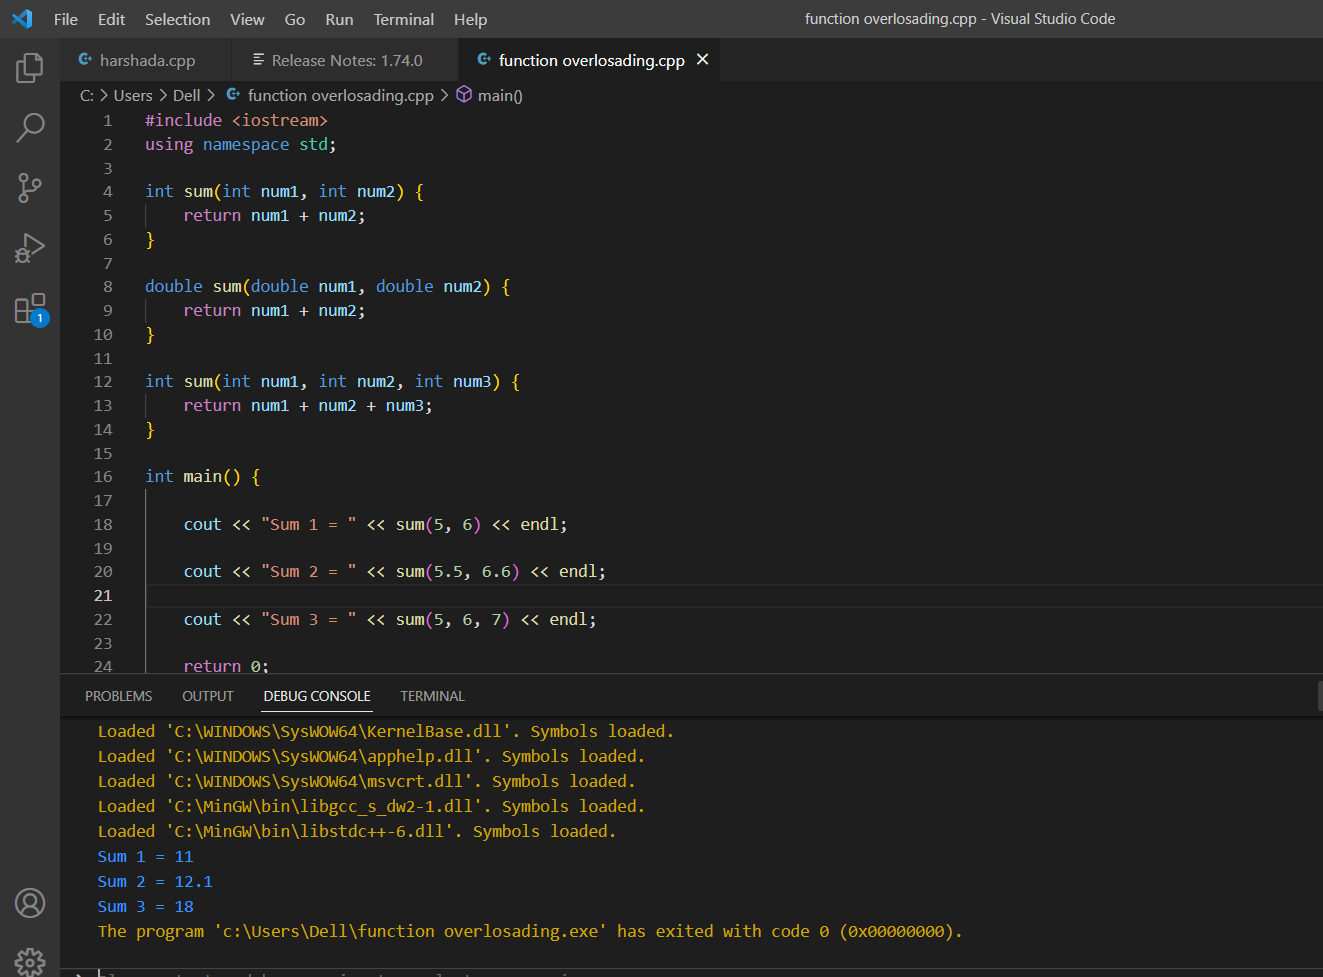 File Edit Selection View Go Run Terminal Help
function overlosading.cpp - Visual Studio Code
harshada.cpp
Release Notes: 1.74.0
function overlosading.cpp
C: > Users > Dell > function overlosading.cpp > main()
1 #include <iostream>
2 using namespace std;
3
4 int sum(int num1, int num2) {
5 return num1 + num2;
6 }
7
8 double sum(double num1, double num2) {
9 return num1 + num2;
10 }
11
12 int sum(int num1, int num2, int num3) {
13 return num1 + num2 + num3;
14 }
15
16 int main() {
17
18 cout << "Sum 1 = " << sum(5, 6) << endl;
19
20 cout << "Sum 2 = " << sum(5.5, 6.6) << endl;
21
22 cout << "Sum 3 = " << sum(5, 6, 7) << endl;
23
24 return 0;
1
PROBLEMS OUTPUT DEBUG CONSOLE TERMINAL
Loaded 'C:\WINDOWS\SysWOW64\KernelBase.dll'. Symbols loaded.
Loaded 'C:\WINDOWS\SysWOW64\apphelp.dll'. Symbols loaded.
Loaded 'C:\WINDOWS\SysWOW64\msvcrt.dll'. Symbols loaded.
Loaded 'C:\MinGW\bin\libgcc_s_dw2-1.dll'. Symbols loaded.
Loaded 'C:\MinGW\bin\libstdc++-6.dll'. Symbols loaded.
Sum 1 = 11
Sum 2 = 12.1
Sum 3 = 18
The program 'c:\Users\Dell\function overlosading.exe' has exited with code 0 (0x00000000).